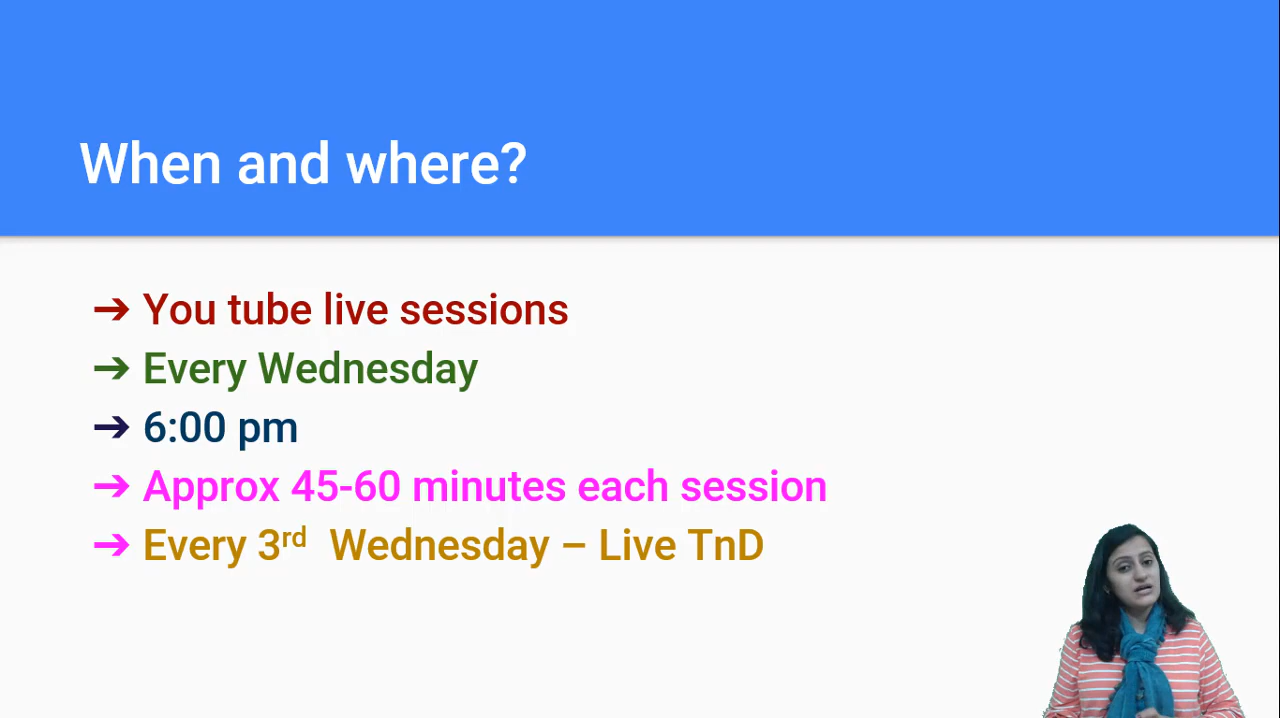 When and where?
➔ You tube live sessions
➔ Every Wednesday
➔ 6:00 pm
➔ Approx 45-60 minutes each session
➔ Every 3rd Wednesday – Live TnD